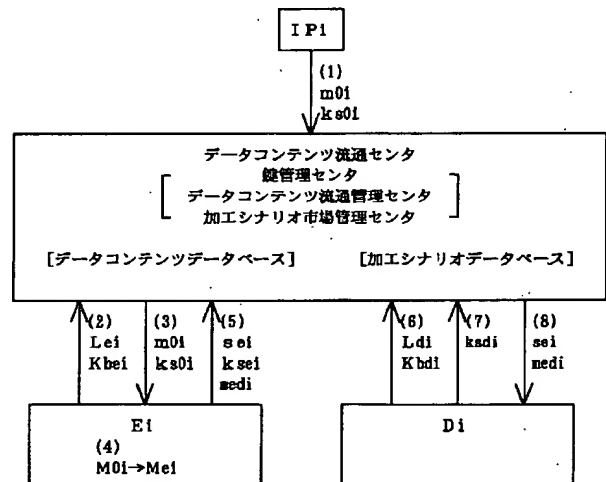 IPi
(1)
m0i
ks0i
データコンテンツ流通センタ
鍵管理センタ
データコンテンツ流通管理センタ
加工シナリオ市場管理センタ
[データコンテンツデータベース] [加工シナリオデータベース]
(2)
Lei
Kbei
(3)
m0i
ks0i
(5)
sei
ksei
medi
(6)
Ldi
Kbdi
(7)
ksdi
(8)
sei
medi
Ei
(4)
M0i→Mei
Di